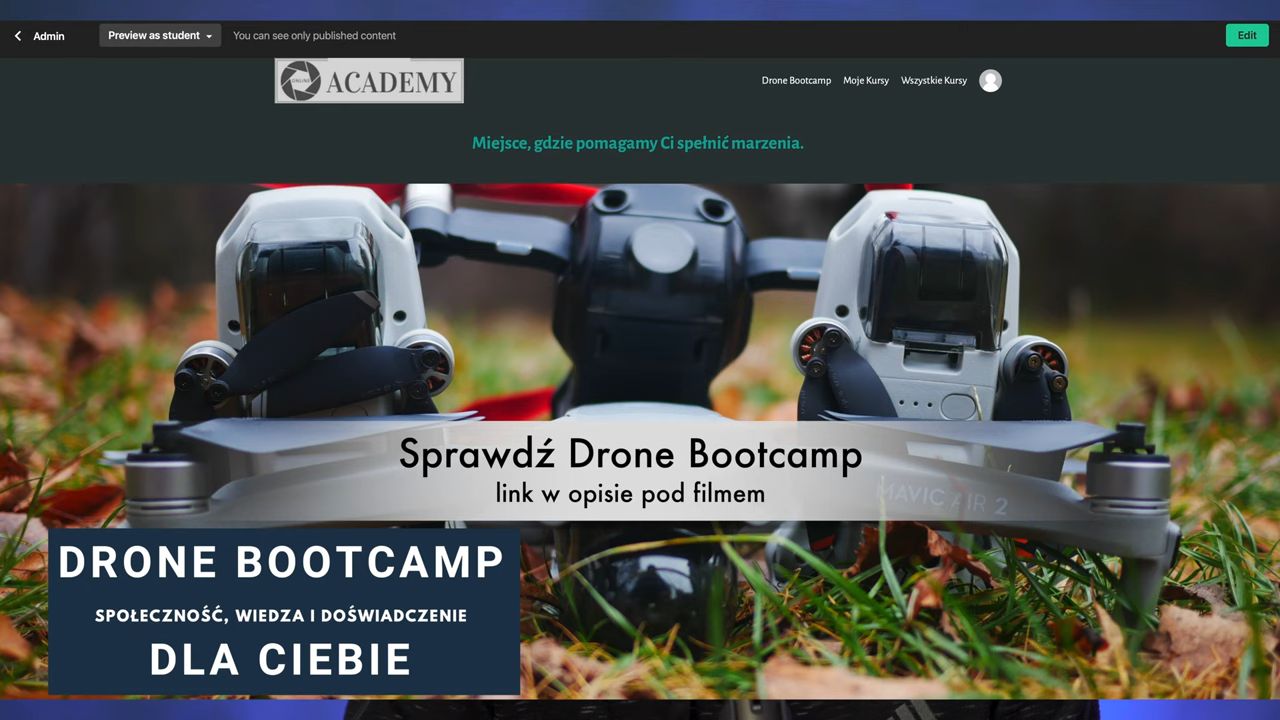 Admin
Preview as student
You can see only published content
Edit
ONLINE
ACADEMY
Drone Bootcamp
Moje Kursy
Wszystkie Kursy
Miejsce, gdzie pomagamy Ci spełnić marzenia.
Sprawdź Drone Bootcamp
link w opisie pod filmem
MAVIC AIR 2
DRONE BOOTCAMP
SPOŁECZNOŚĆ, WIEDZA I DOŚWIADCZENIE
DLA CIEBIE